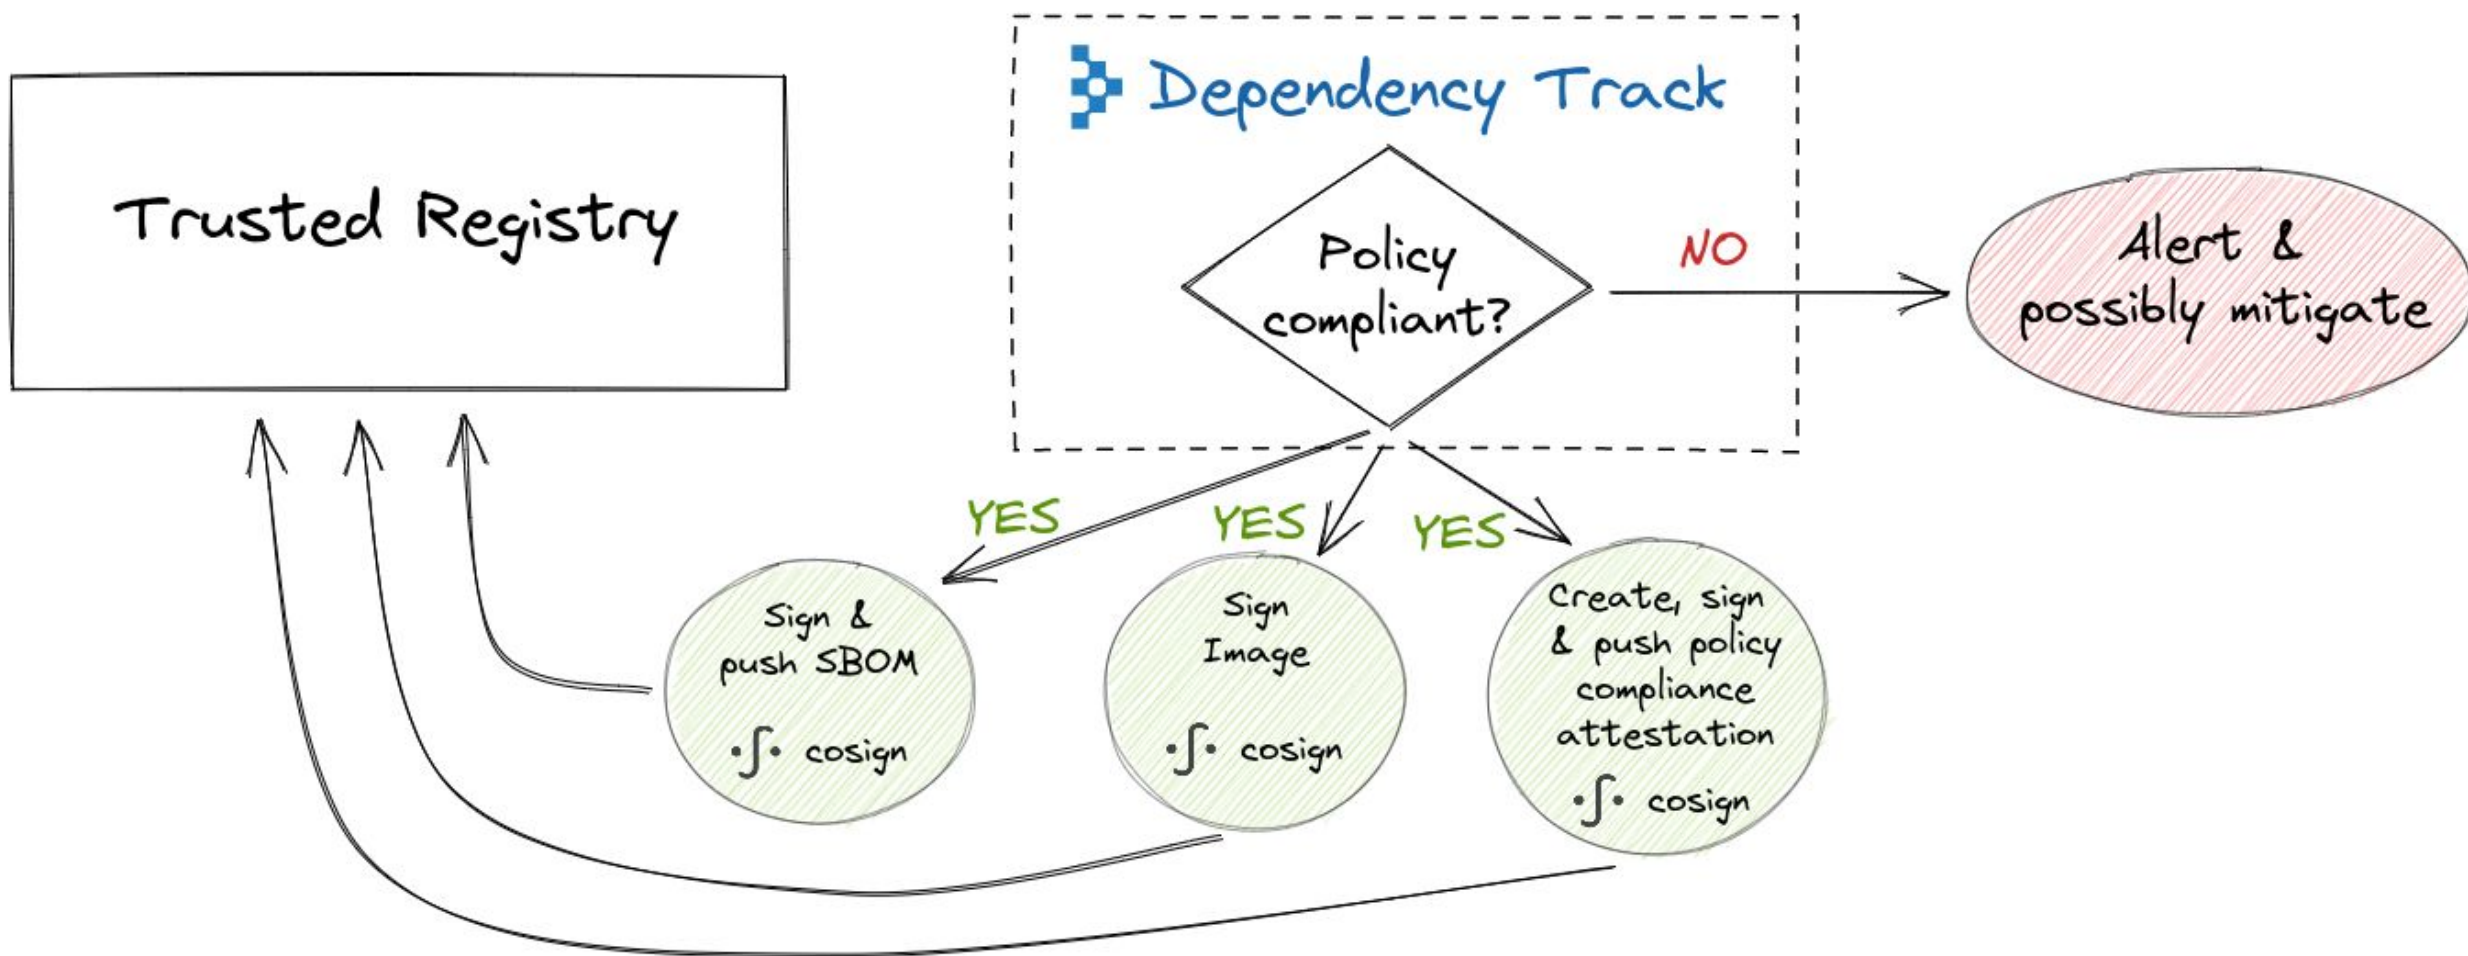 Dependency Track
Trusted Registry
Policy
compliant?
NO
Alert &
possibly mitigate
YES
YES
YES
Sign &
push SBOM
cosign
Sign
Image
cosign
Create, sign
& push policy
compliance
attestation
cosign